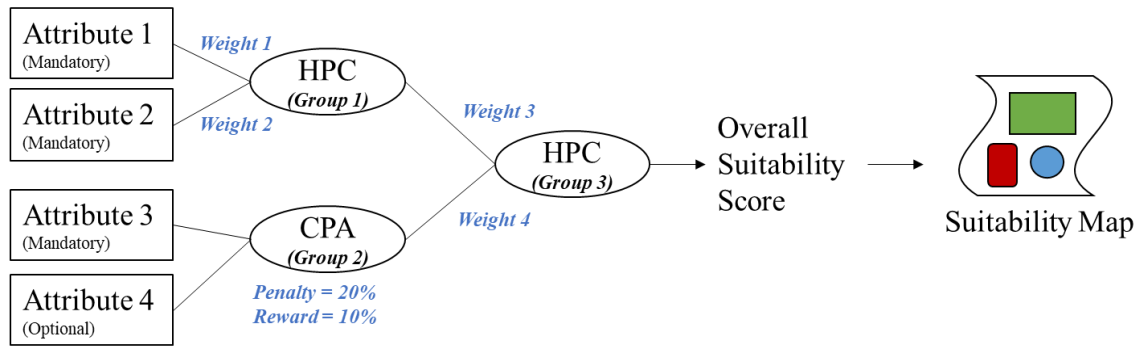 Attribute 1
(Mandatory)
Attribute 2
(Mandatory)
Weight 1
Weight 2
HPC
(Group 1)
Attribute 3
(Mandatory)
Attribute 4
(Optional)
CPA
(Group 2)
Penalty = 20%
Reward = 10%
Weight 3
Weight 4
HPC
(Group 3)
Overall
Suitability
Score
Suitability Map